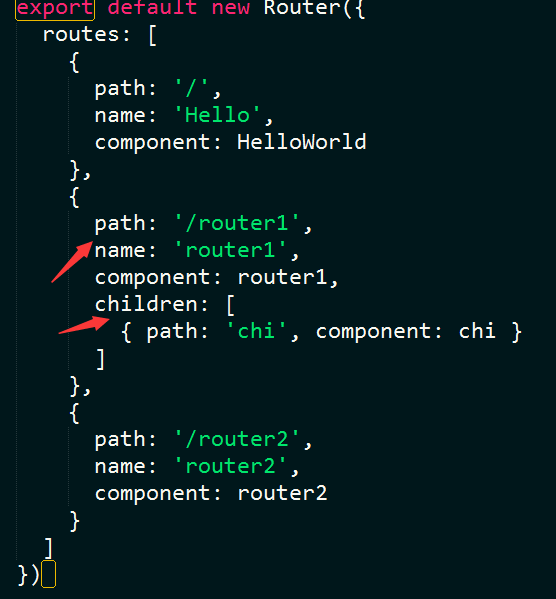 export default new Router({
routes: [
{
path: '/',
name: 'Hello',
component: HelloWorld
},
{
path: '/router1',
name: 'router1',
component: router1,
children: [
{ path: 'chi', component: chi }
]
},
{
path: '/router2',
name: 'router2',
component: router2
}
]
})